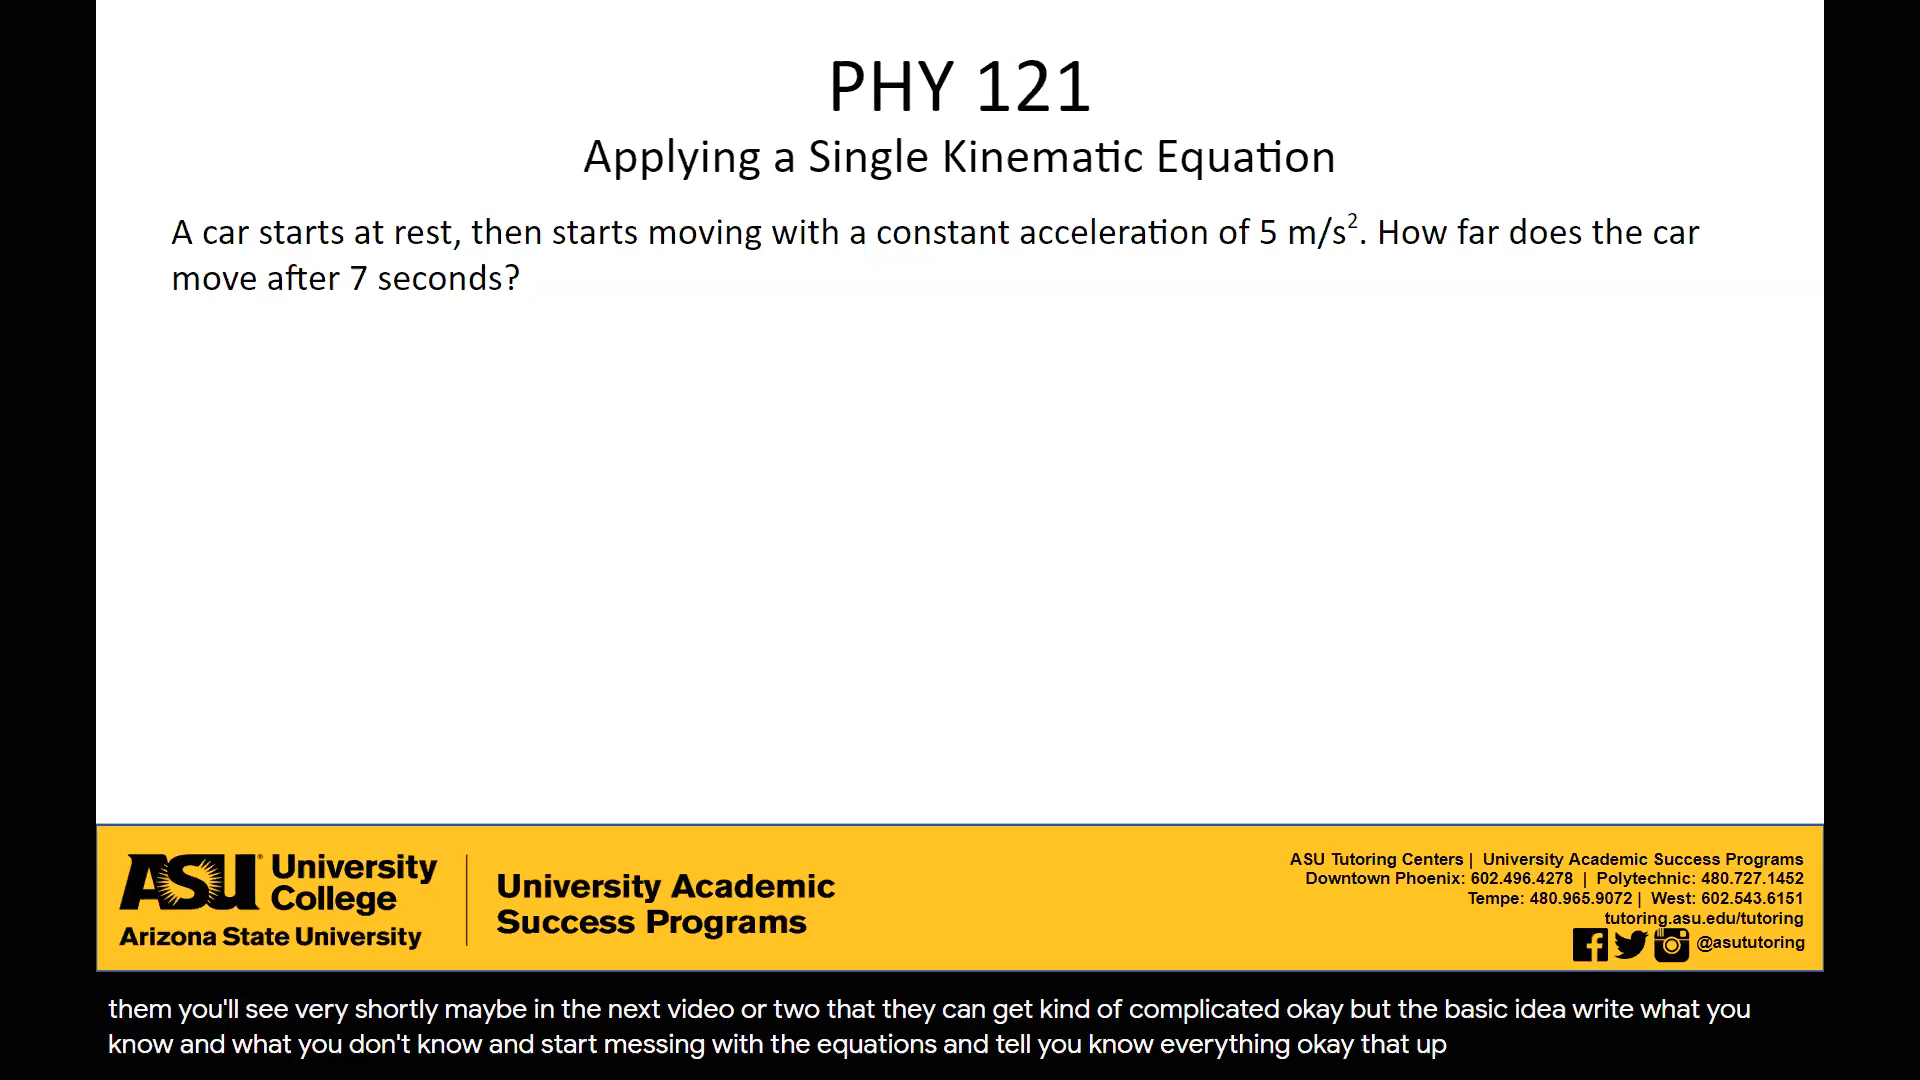 PHY 121
Applying a Single Kinematic Equation
A car starts at rest, then starts moving with a constant acceleration of 5 m/s². How far does the car
move after 7 seconds?
ASU University
College
Arizona State University
University Academic
Success Programs
ASU Tutoring Centers | University Academic Success Programs
Downtown Phoenix: 602.496.4278 | Polytechnic: 480.727.1452
Tempe: 480.965.9072 | West: 602.543.6151
tutoring.asu.edu/tutoring
@asututoring
them you'll see very shortly maybe in the next video or two that they can get kind of complicated okay but the basic idea write what you
know and what you don't know and start messing with the equations and tell you know everything okay that up